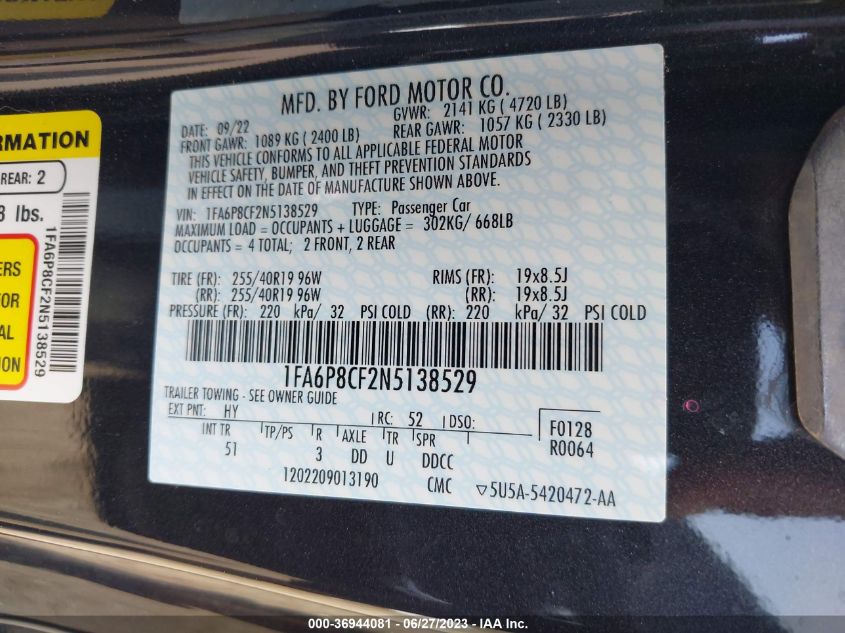 MFD. BY FORD MOTOR CO.
DATE: 09/22 GVWR: 2141 KG ( 4720 LB)
FRONT GAWR: 1089 KG ( 2400 LB) REAR GAWR: 1057 KG ( 2330 LB)
THIS VEHICLE CONFORMS TO ALL APPLICABLE FEDERAL MOTOR
VEHICLE SAFETY, BUMPER, AND THEFT PREVENTION STANDARDS
IN EFFECT ON THE DATE OF MANUFACTURE SHOWN ABOVE.
VIN: 1FA6P8CF2N5138529 TYPE: Passenger Car
MAXIMUM LOAD = OCCUPANTS + LUGGAGE = 302KG/ 668LB
OCCUPANTS = 4 TOTAL; 2 FRONT, 2 REAR
TIRE (FR): 255/40R19 96W RIMS (FR): 19x8.5J
(RR): 255/40R19 96W (RR): 19x8.5J
PRESSURE (FR): 220 kPa/ 32 PSI COLD (RR): 220 kPa/ 32 PSI COLD
1FA6P8CF2N5138529
TRAILER TOWING - SEE OWNER GUIDE
EXT PNT: HY RC: 52 DSO: F0128
R0064
INT TR TP/PS R AXLE TR SPR
51 3 DD U DDCC
1202209013190 CMC ▽5U5A-5420472-AA
ORMATION
REAR: 2
lbs.
1FA6P8CF2N5138529
ERS
FOR
AL
ION
000-36944081 - 06/27/2023 - IAAI, Inc.